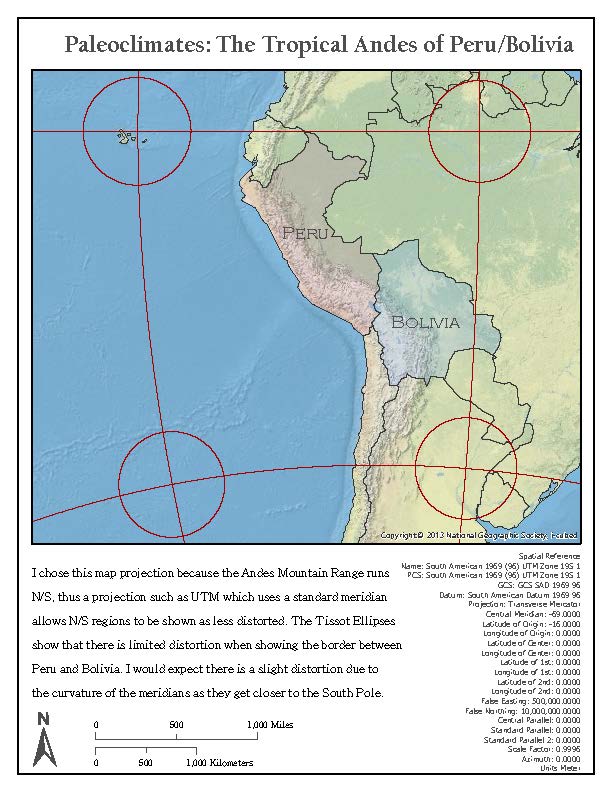 Paleoclimates: The Tropical Andes of Peru/Bolivia
PERU
BOLIVIA
Copyright:© 2013 National Geographic Society, i-cubed
I chose this map projection because the Andes Mountain Range runs
N/S, thus a projection such as UTM which uses a standard meridian
allows N/S regions to be shown as less distorted. The Tissot Ellipses
show that there is limited distortion when showing the border between
Peru and Bolivia. I would expect there is a slight distortion due to
the curvature of the meridians as they get closer to the South Pole.
Spatial Reference
Name: South American 1969 (96) UTM Zone 19S 1
PCS: South American 1969 (96) UTM Zone 19S 1
GCS: GCS SAD 1969 96
Datum: South American Datum 1969 96
Projection: Transverse Mercator
Central Meridian: -69.0000
Latitude of Origin: -16.0000
Longitude of Origin: 0.0000
Latitude of Center: 0.0000
Longitude of Center: 0.0000
Latitude of 1st: 0.0000
Longitude of 1st: 0.0000
Latitude of 2nd: 0.0000
Longitude of 2nd: 0.0000
False Easting: 500,000.0000
False Northing: 10,000,000.0000
Central Parallel: 0.0000
Standard Parallel: 0.0000
Standard Parallel 2: 0.0000
Scale Factor: 0.9996
Azimuth: 0.0000
Units Meter
N
0 500 1,000 Miles
0 500 1,000 Kilometers